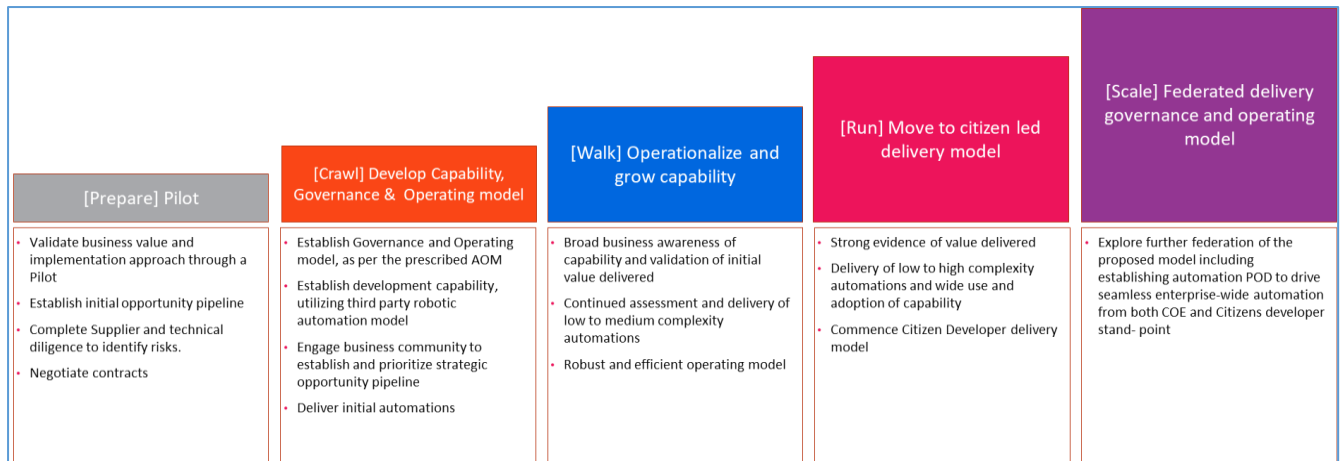 [Prepare] Pilot
• Validate business value and
implementation approach through a
Pilot
• Establish initial opportunity pipeline
• Complete Supplier and technical
diligence to identify risks.
• Negotiate contracts
[Crawl] Develop Capability,
Governance & Operating model
• Establish Governance and Operating
model, as per the prescribed AOM
• Establish development capability,
utilizing third party robotic
automation model
• Engage business community to
establish and prioritize strategic
opportunity pipeline
• Deliver initial automations
[Walk] Operationalize and
grow capability
• Broad business awareness of
capability and validation of initial
value delivered
• Continued assessment and delivery of
low to medium complexity
automations
• Robust and efficient operating model
[Run] Move to citizen led
delivery model
• Strong evidence of value delivered
• Delivery of low to high complexity
automations and wide use and
adoption of capability
• Commence Citizen Developer delivery
model
[Scale] Federated delivery
governance and operating
model
• Explore further federation of the
proposed model including
establishing automation POD to drive
seamless enterprise-wide automation
from both COE and Citizens developer
stand- point